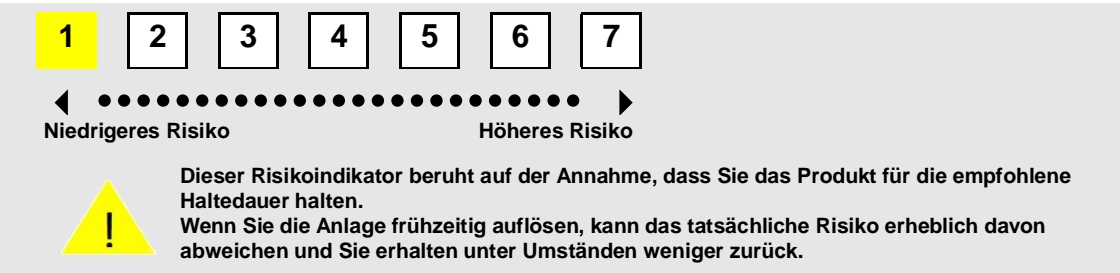 1 2 3 4 5 6 7
Niedrigeres Risiko Höheres Risiko
Dieser Risikoindikator beruht auf der Annahme, dass Sie das Produkt für die empfohlene
Haltedauer halten.
Wenn Sie die Anlage frühzeitig auflösen, kann das tatsächliche Risiko erheblich davon
abweichen und Sie erhalten unter Umständen weniger zurück.
!